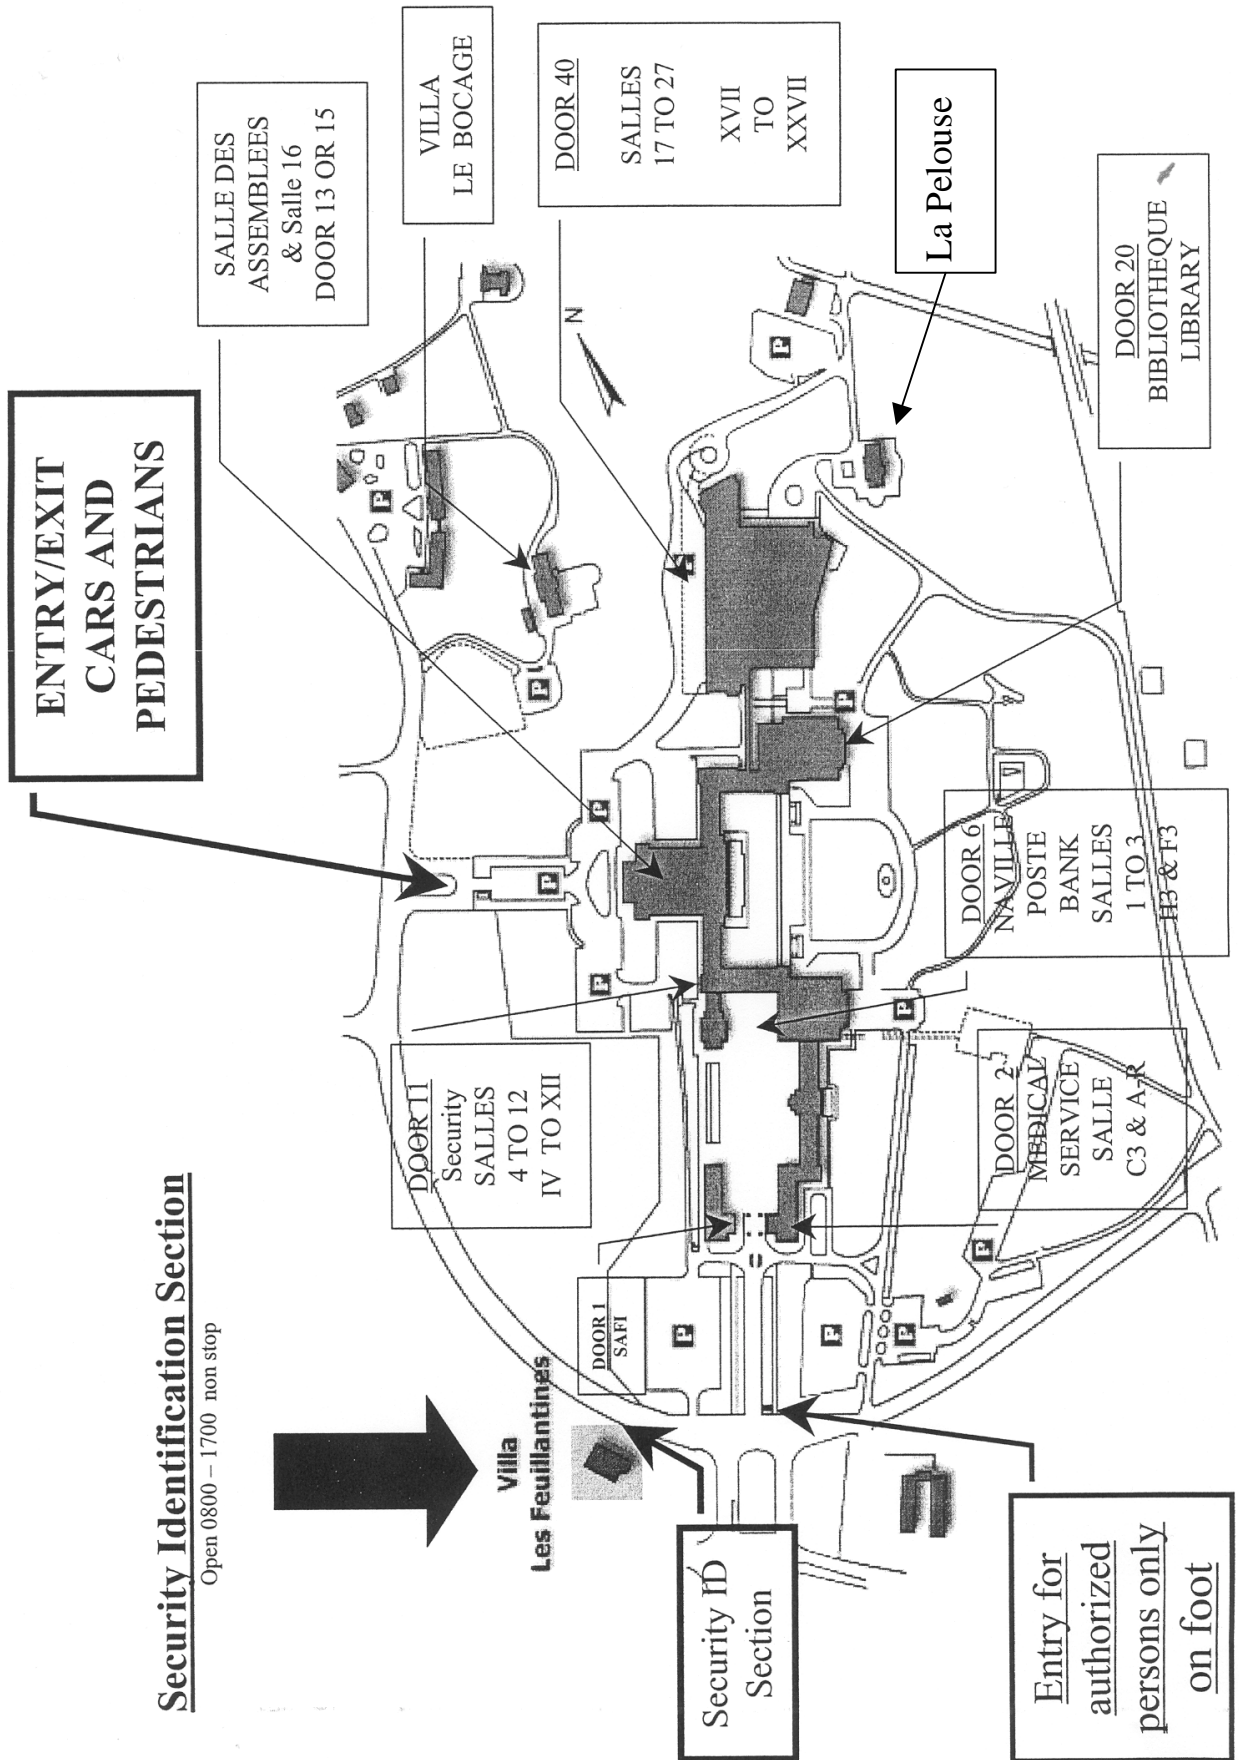 Security Identification Section
Open 0800 – 1700 non stop
ENTRY/EXIT
CARS AND
PEDESTRIANS
SALLE DES
ASSEMBLEES
& Salle 16
DOOR 13 OR 15
VILLA
LE BOCAGE
DOOR 40
SALLES
17 TO 27
XVII
TO
XXVII
La Pelouse
DOOR 20
BIBLIOTHEQUE
LIBRARY
N
DOOR 11
Security
SALLES
4 TO 12
IV TO XII
DOOR 1
SAFI
Villa
Les Feuillantines
Security ID
Section
Entry for
authorized
persons only
on foot
DOOR 6
NAVILLE
POSTE
BANK
SALLES
1 TO 3
H3 & F3
DOOR 2
MEDICAL
SERVICE
SALLE
C3 & A-R
P
P
P
P
P
P
P
P
P
P
P
P
P
P